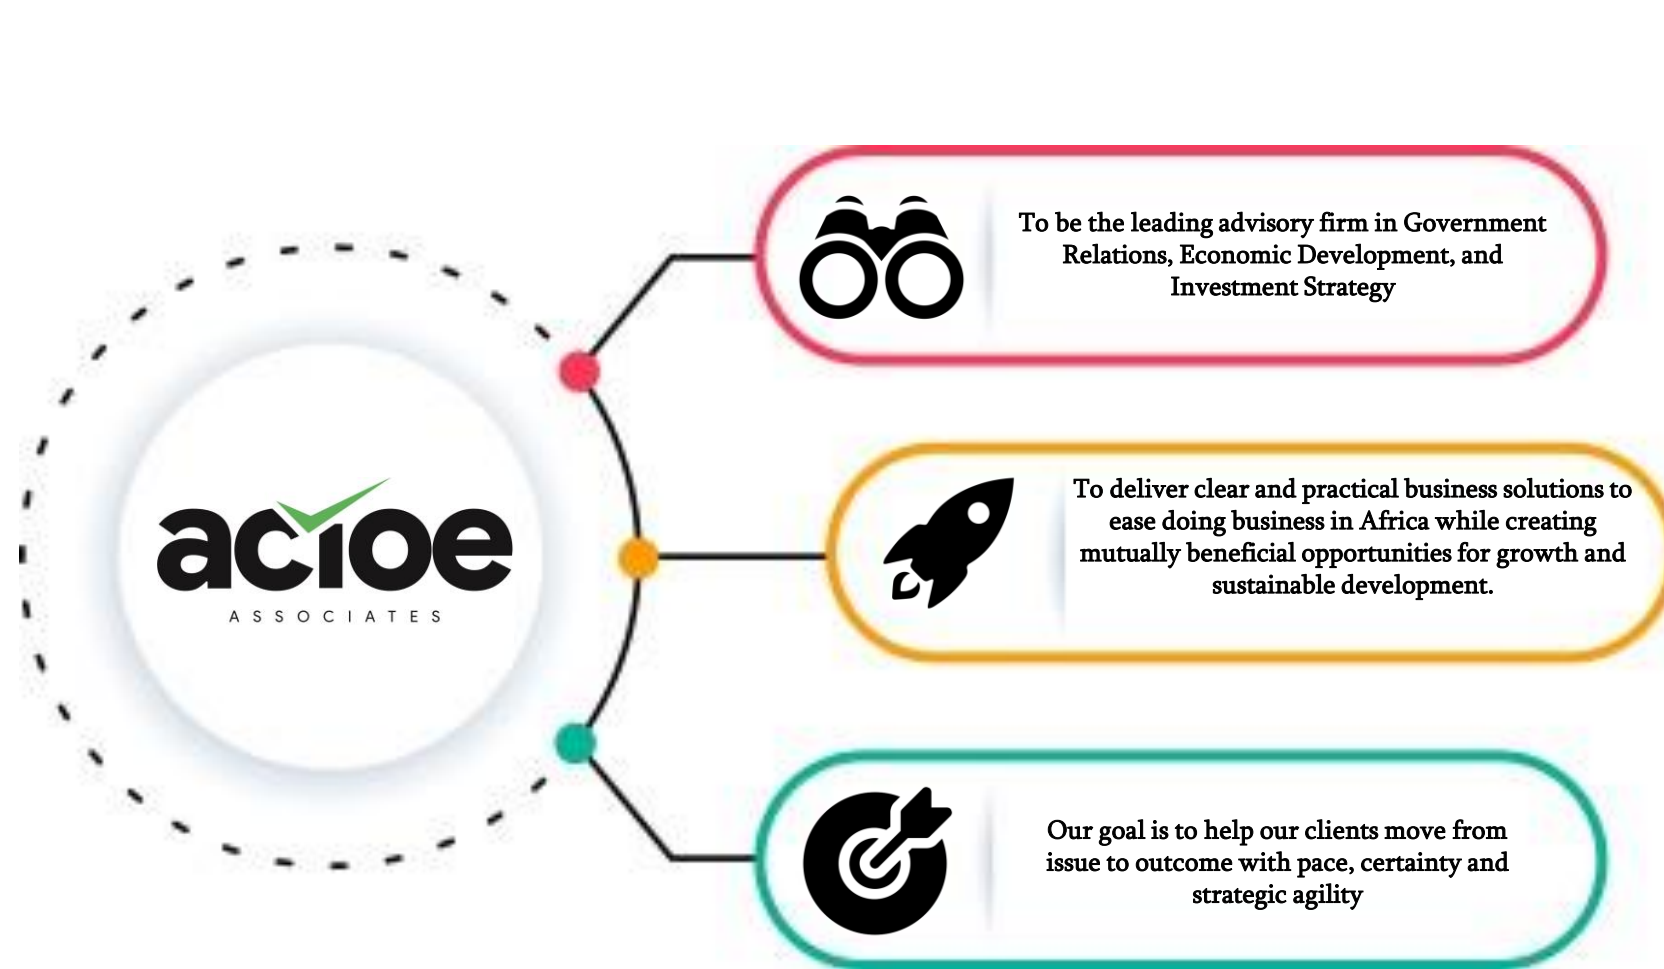 acioe
ASSOCIATES
To be the leading advisory firm in Government
Relations, Economic Development, and
Investment Strategy
To deliver clear and practical business solutions to
ease doing business in Africa while creating
mutually beneficial opportunities for growth and
sustainable development.
Our goal is to help our clients move from
issue to outcome with pace, certainty and
strategic agility